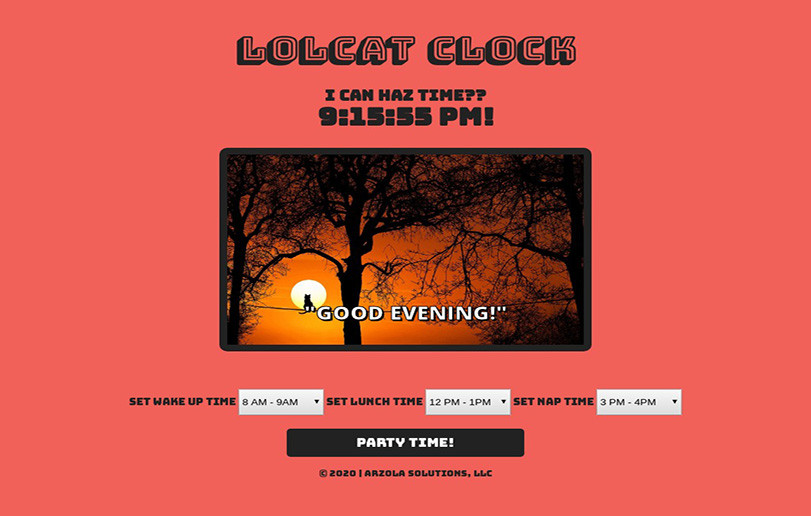 LOLCAT CLOCK
I CAN HAZ TIME??
9:15:55 PM!
"GOOD EVENING!"
SET WAKE UP TIME 8 AM - 9AM SET LUNCH TIME 12 PM - 1PM SET NAP TIME 3 PM - 4PM
PARTY TIME!
© 2020 | ARZOLA SOLUTIONS, LLC